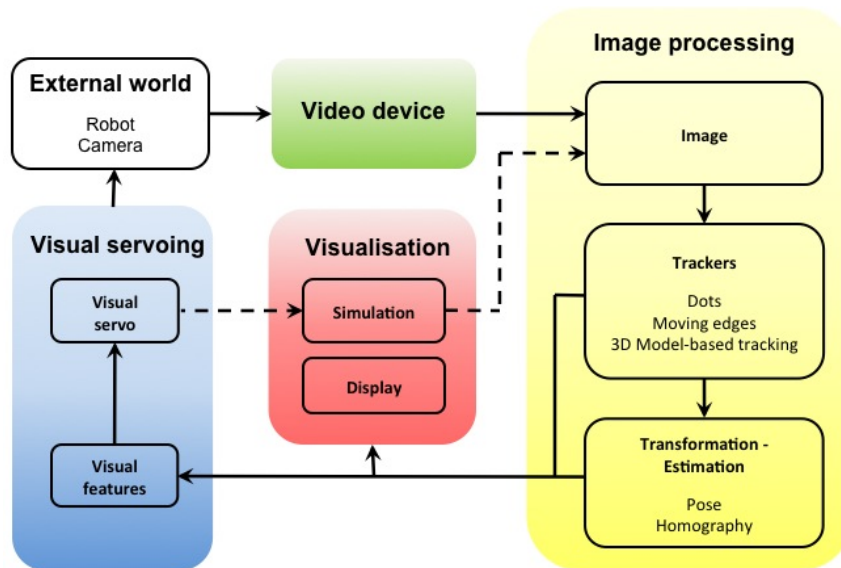 External world
Robot
Camera
Video device
Image processing
Image
Trackers
Dots
Moving edges
3D Model-based tracking
Transformation -
Estimation
Pose
Homography
Visual servoing
Visual
servo
Visual
features
Visualisation
Simulation
Display